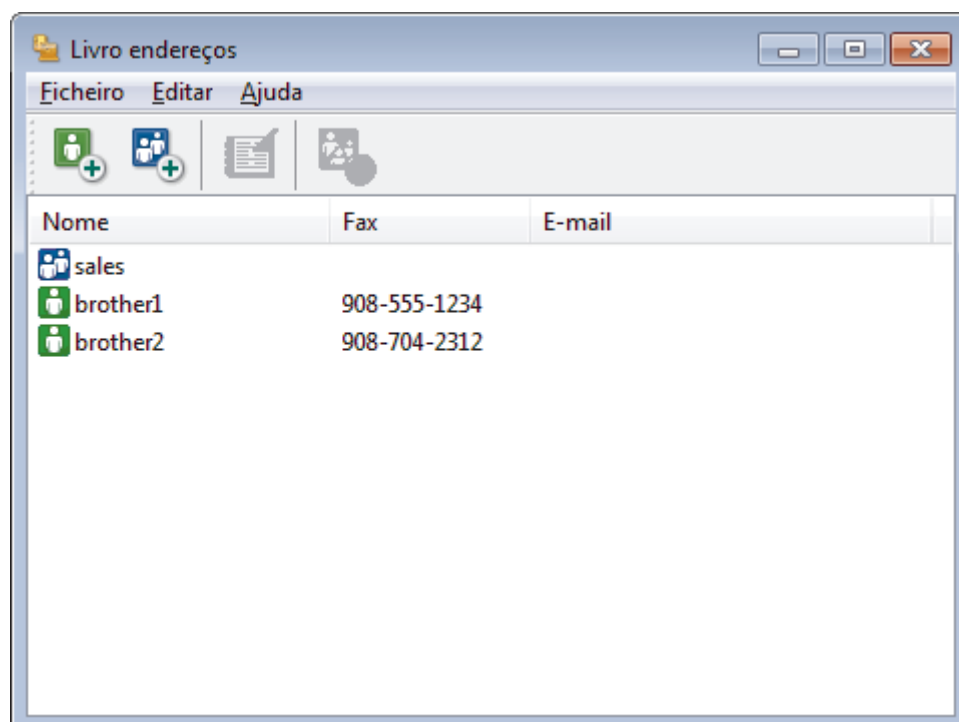 Livro endereços
Ficheiro Editar Ajuda
Nome Fax E-mail
sales
brother1 908-555-1234
brother2 908-704-2312